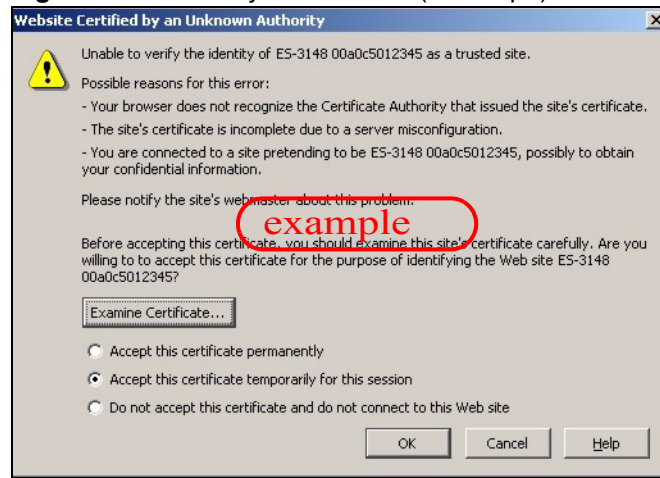 Website Certified by an Unknown Authority
Unable to verify the identity of ES-3148 00a0c5012345 as a trusted site.
Possible reasons for this error:
- Your browser does not recognize the Certificate Authority that issued the site's certificate.
- The site's certificate is incomplete due to a server misconfiguration.
- You are connected to a site pretending to be ES-3148 00a0c5012345, possibly to obtain
your confidential information.
Please notify the site's webmaster about this problem.
example
Before accepting this certificate, you should examine this site's certificate carefully. Are you
willing to to accept this certificate for the purpose of identifying the Web site ES-3148
00a0c5012345?
Examine Certificate...
Accept this certificate permanently
Accept this certificate temporarily for this session
Do not accept this certificate and do not connect to this Web site
OK
Cancel
Help